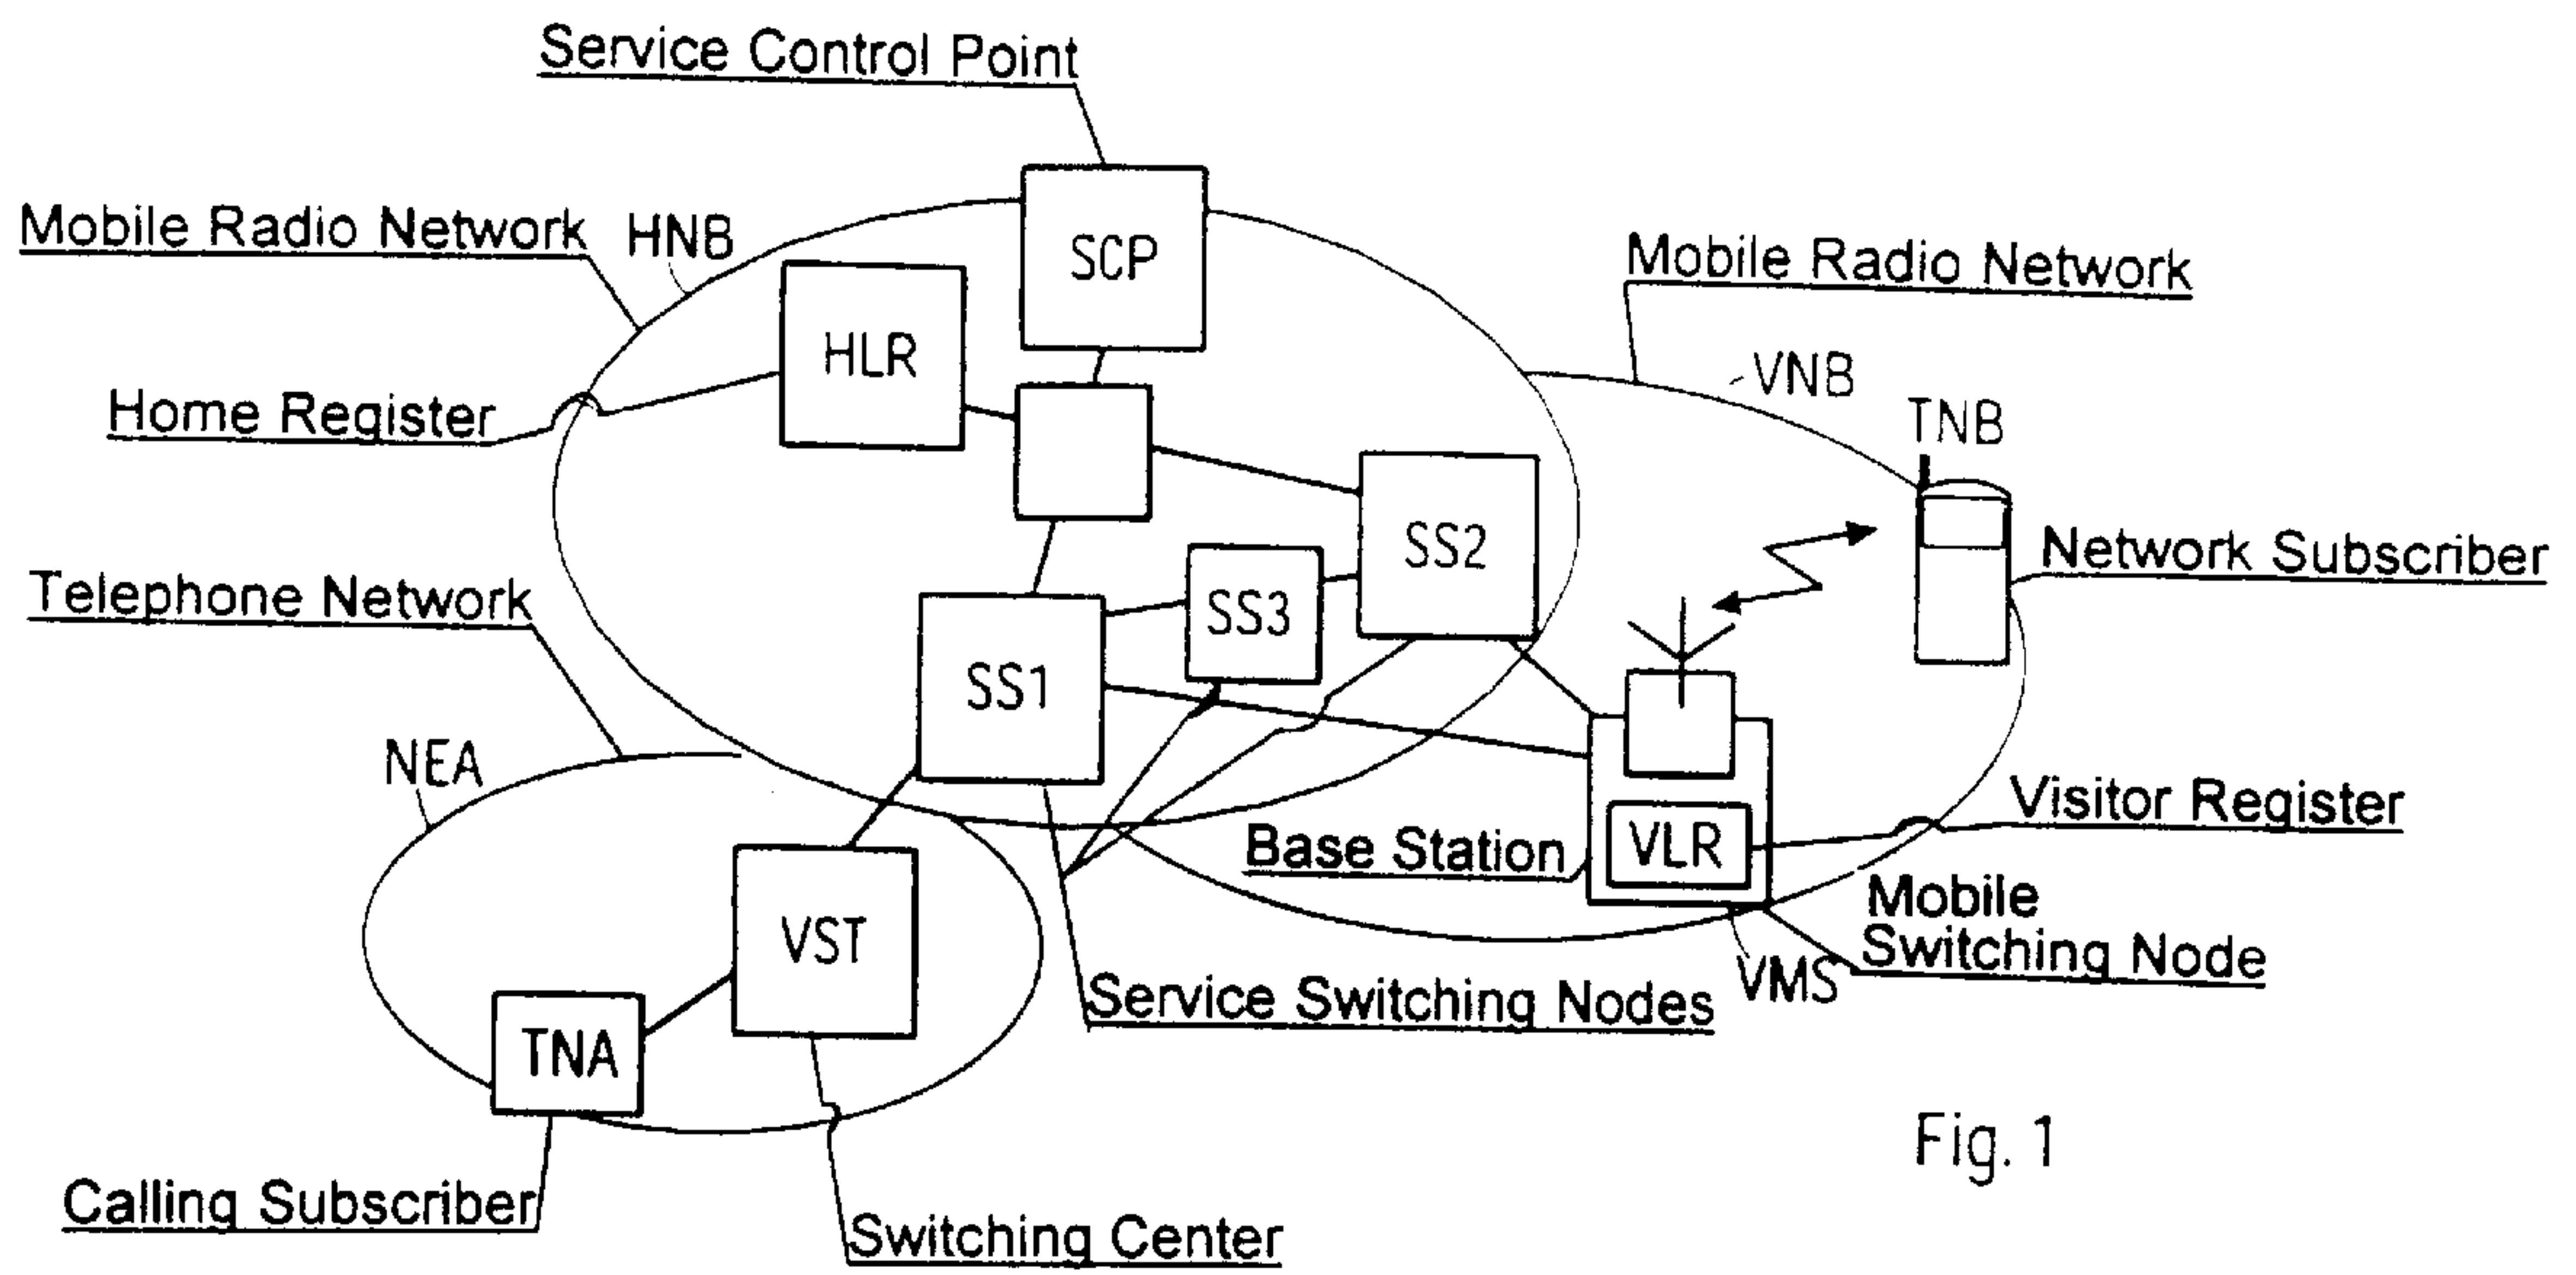 Service Control Point
Mobile Radio Network
HNB
SCP
Mobile Radio Network
HLR
VNB
Home Register
TNB
SS2
Network Subscriber
Telephone Network
SS3
SS1
NEA
Visitor Register
Base Station
VLR
Mobile
Switching Node
VST
VMS
Service Switching Nodes
TNA
Fig. 1
Calling Subscriber
Switching Center